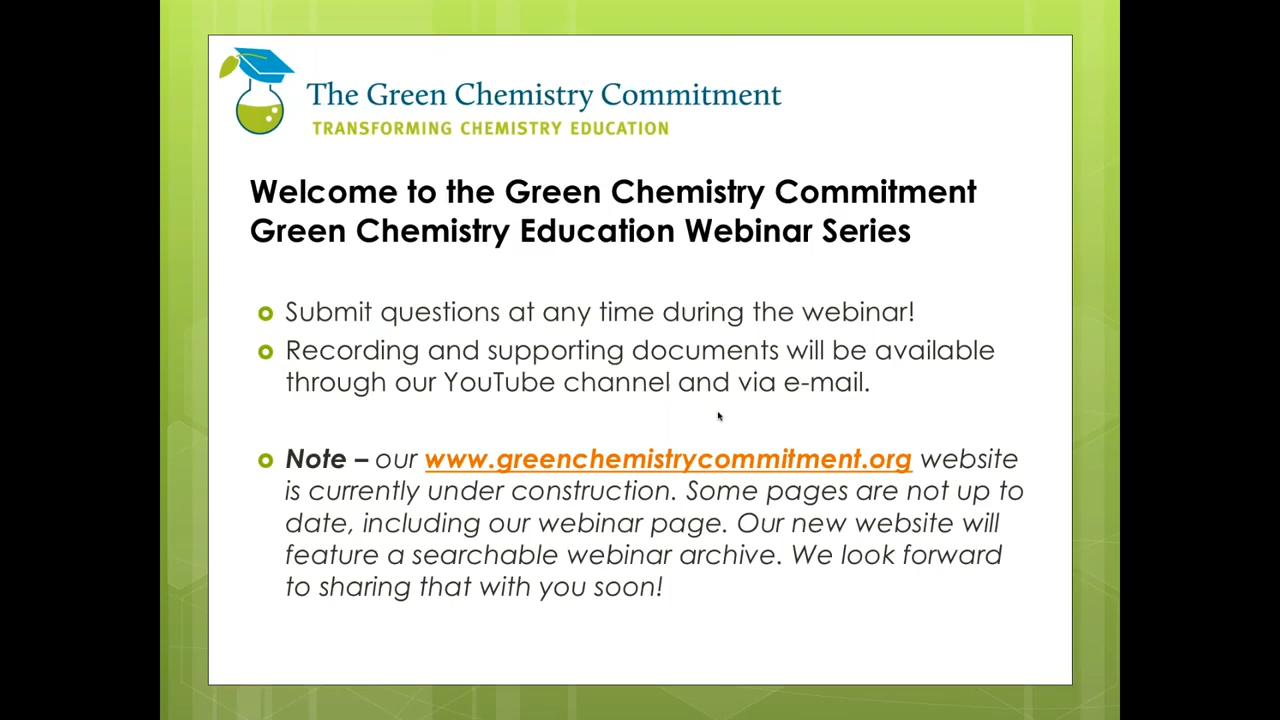 The Green Chemistry Commitment
TRANSFORMING CHEMISTRY EDUCATION
Welcome to the Green Chemistry Commitment
Green Chemistry Education Webinar Series
Submit questions at any time during the webinar!
Recording and supporting documents will be available
through our YouTube channel and via e-mail.
Note – our www.greenchemistrycommitment.org website
is currently under construction. Some pages are not up to
date, including our webinar page. Our new website will
feature a searchable webinar archive. We look forward
to sharing that with you soon!